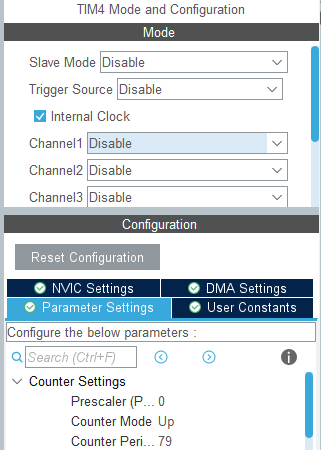 TIM4 Mode and Configuration
Mode
Slave Mode Disable
Trigger Source Disable
Internal Clock
Channel1 Disable
Channel2 Disable
Channel3 Disable
Configuration
Reset Configuration
NVIC Settings DMA Settings
Parameter Settings User Constants
Configure the below parameters :
Search (Ctrl+F)
Counter Settings
Prescaler (P... 0
Counter Mode Up
Counter Peri... 79